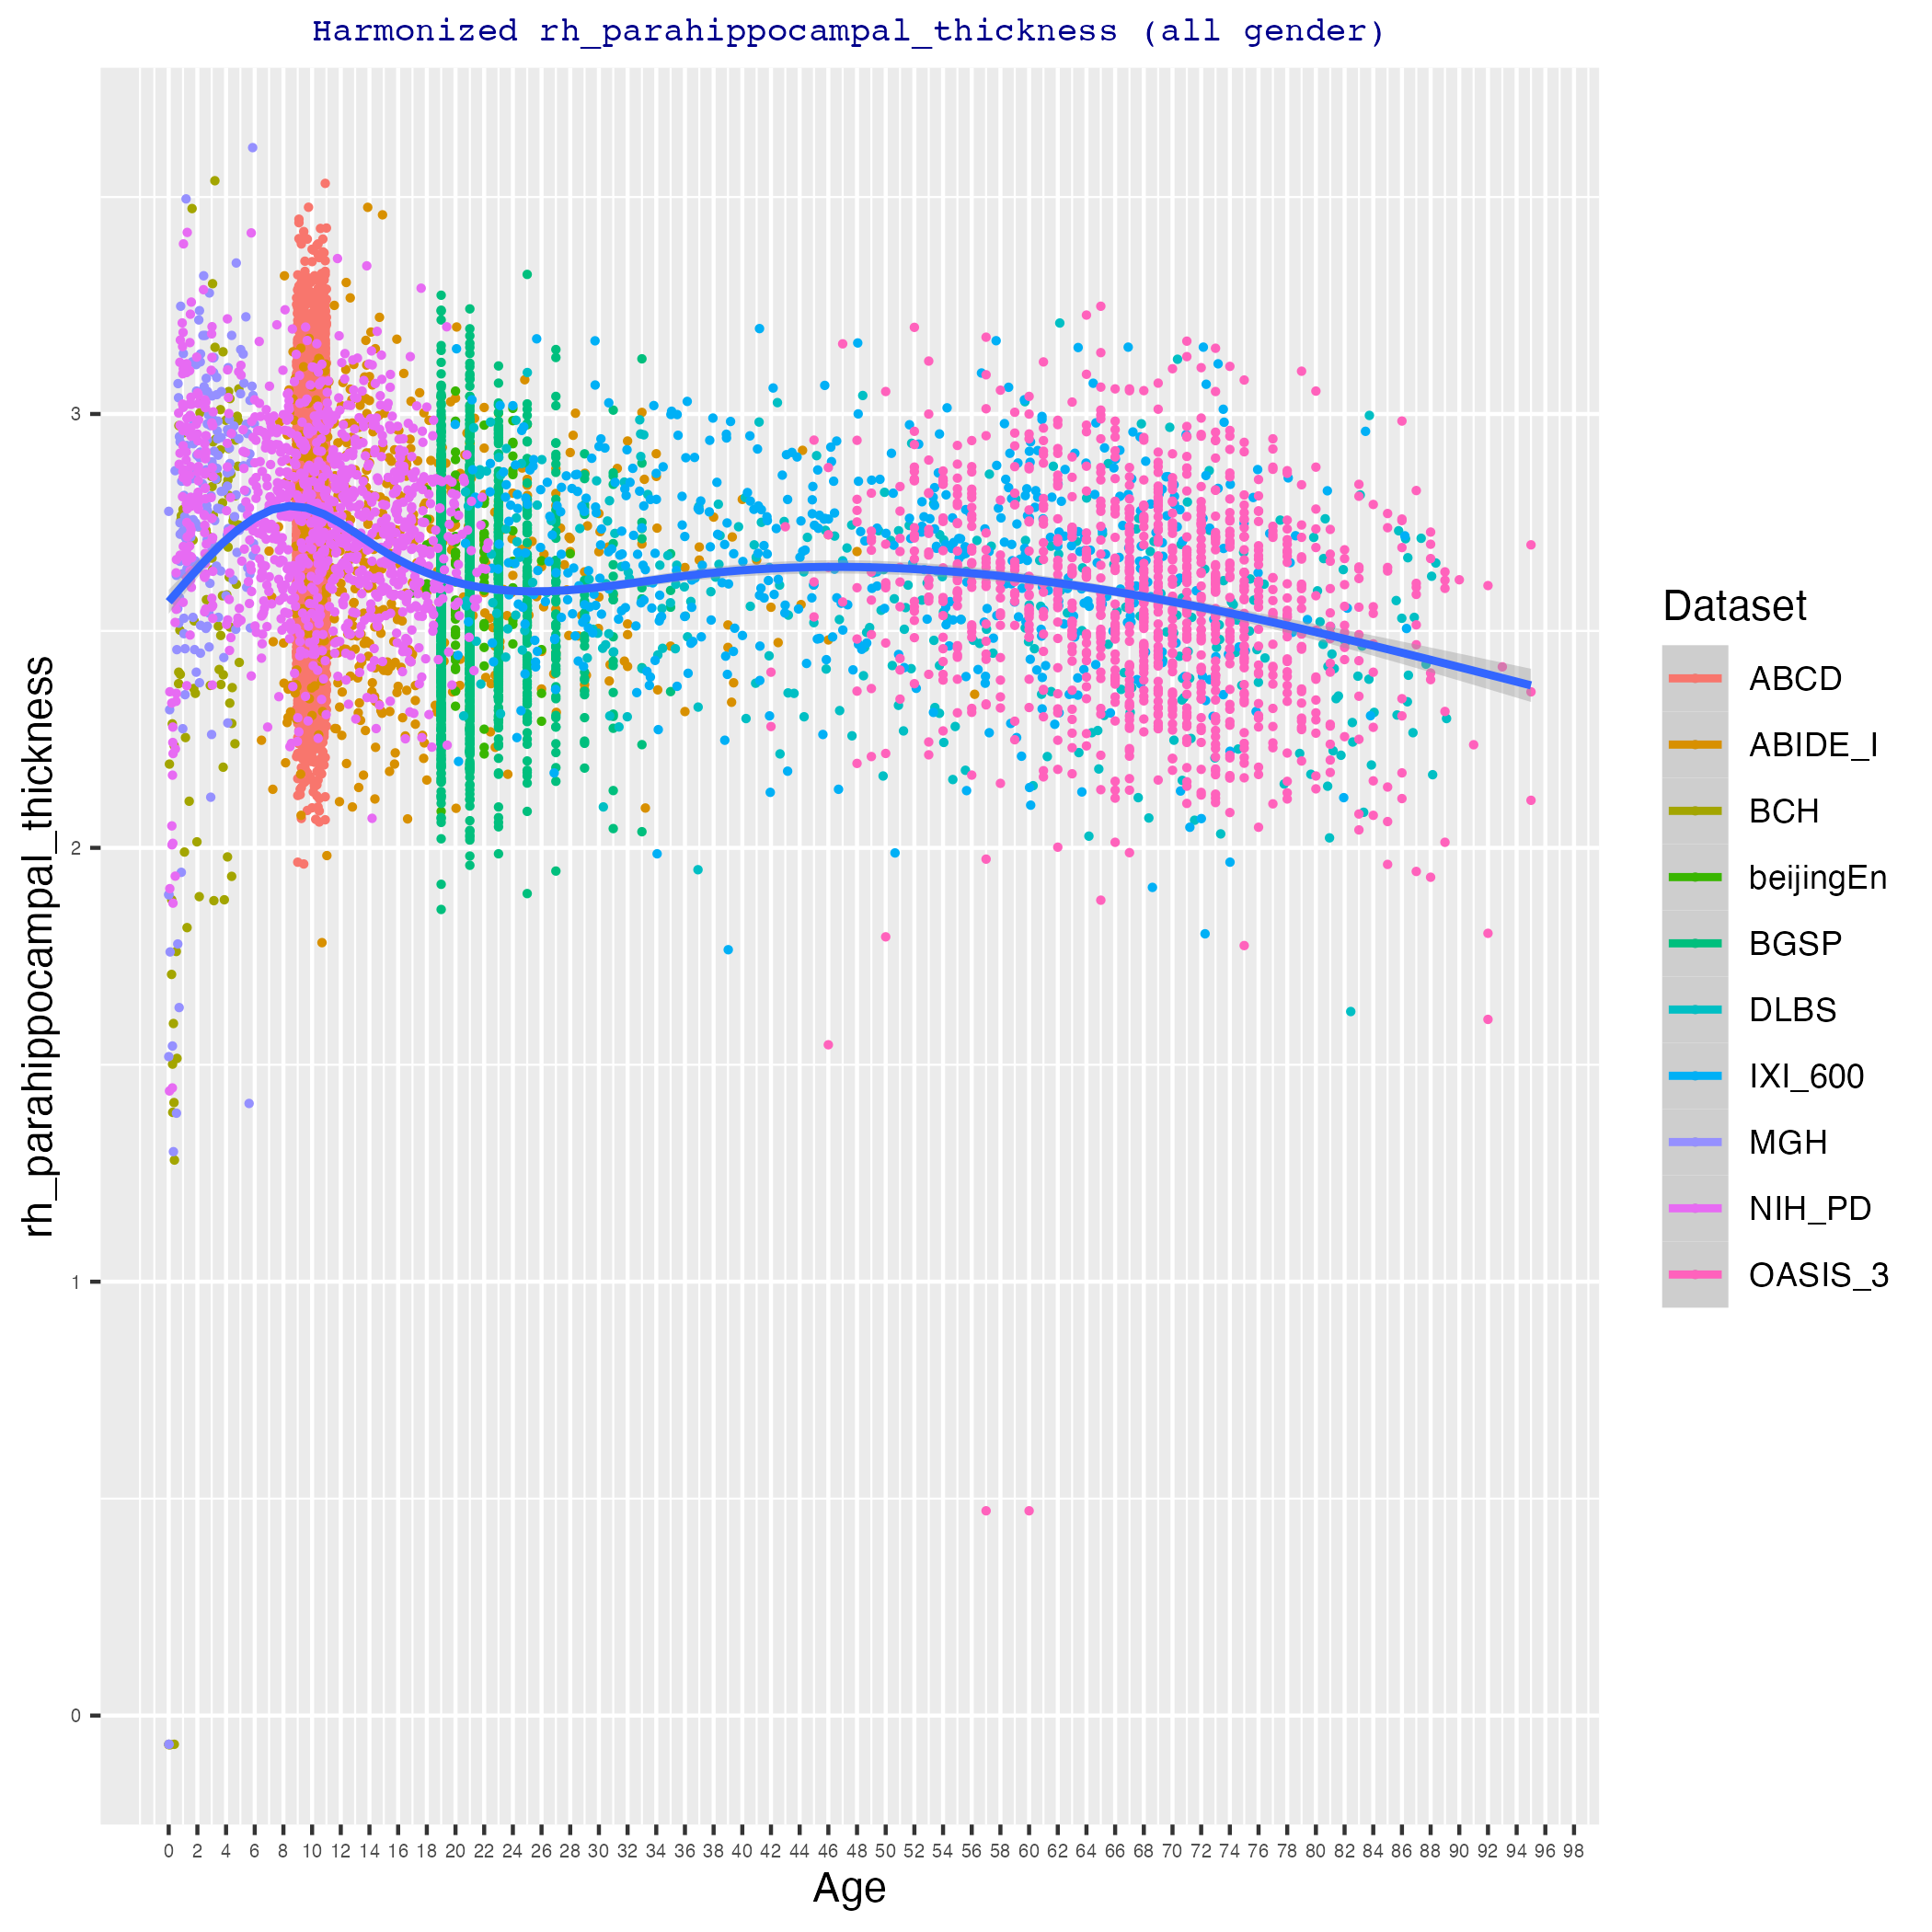 Harmonized rh_parahippocampal_thickness (all gender)
rh_parahippocampal_thickness
3
2
1
0
0 2 4 6 8 10 12 14 16 18 20 22 24 26 28 30 32 34 36 38 40 42 44 46 48 50 52 54 56 58 60 62 64 66 68 70 72 74 76 78 80 82 84 86 88 90 92 94 96 98
Age
Dataset
ABCD
ABIDE_I
BCH
beijingEn
BGSP
DLBS
IXI_600
MGH
NIH_PD
OASIS_3